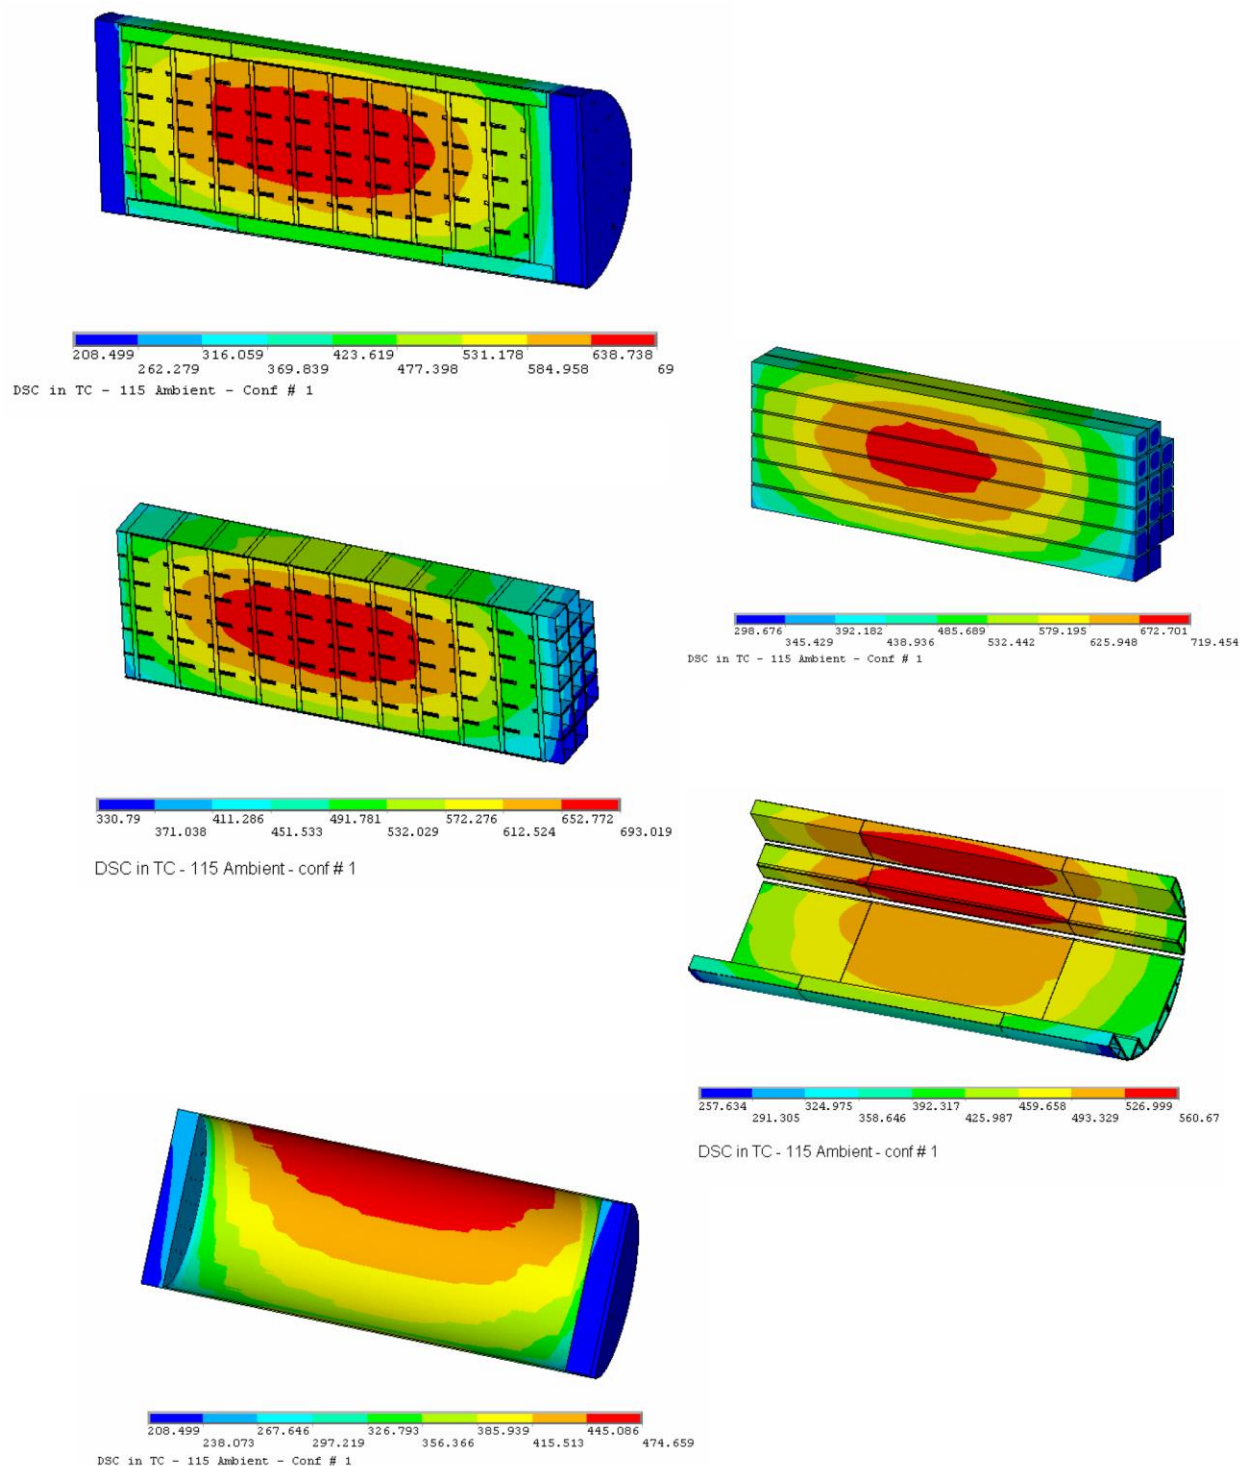 208.499 316.059 423.619 531.178 638.738
262.279 369.839 477.398 584.958 69
DSC in TC - 115 Ambient - Conf # 1
298.676 392.182 485.689 579.195 672.701
345.429 438.936 532.442 625.948 719.454
DSC in TC - 115 Ambient - Conf # 1
330.79 411.286 491.781 572.276 652.772
371.038 451.533 532.029 612.524 693.019
DSC in TC - 115 Ambient - conf # 1
257.634 324.975 392.317 459.658 526.999
291.305 358.646 425.987 493.329 560.67
DSC in TC - 115 Ambient - conf # 1
208.499 267.646 326.793 385.939 445.086
238.073 297.219 356.366 415.513 474.659
DSC in TC - 115 Ambient - Conf # 1